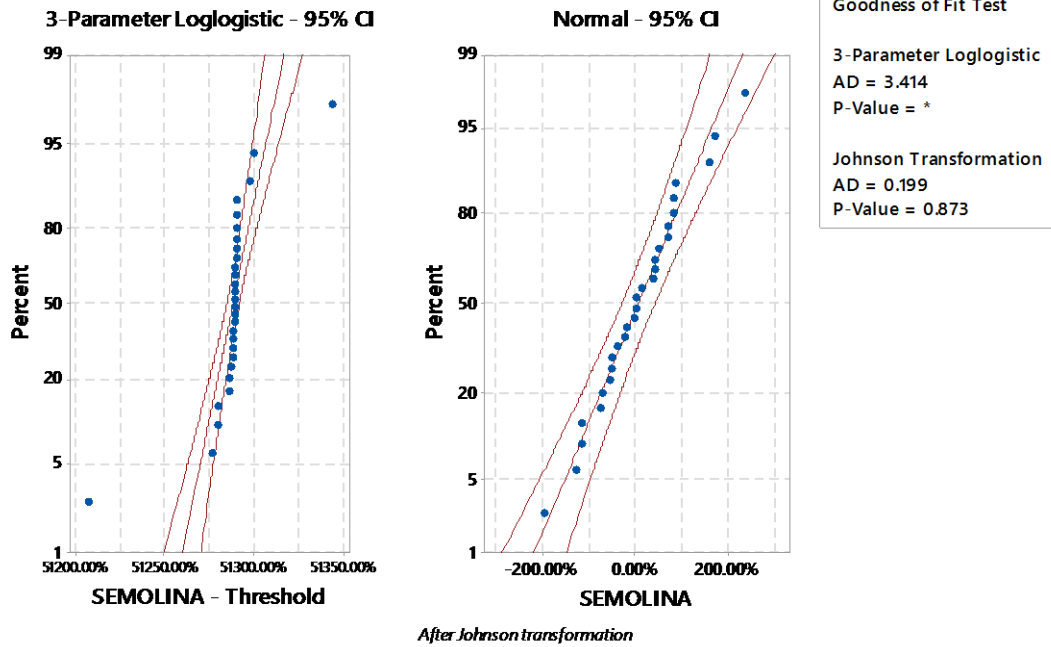 3-Parameter Loglogistic - 95% CI
Normal - 95% CI
Goodness of Fit Test
3-Parameter Loglogistic
AD = 3.414
P-Value = *
Johnson Transformation
AD = 0.199
P-Value = 0.873
Percent
99
95
80
50
20
5
1
51200.00% 51250.00% 51300.00% 51350.00%
SEMOLINA - Threshold
Percent
99
95
80
50
20
5
1
-200.00% 0.00% 200.00%
SEMOLINA
After Johnson transformation